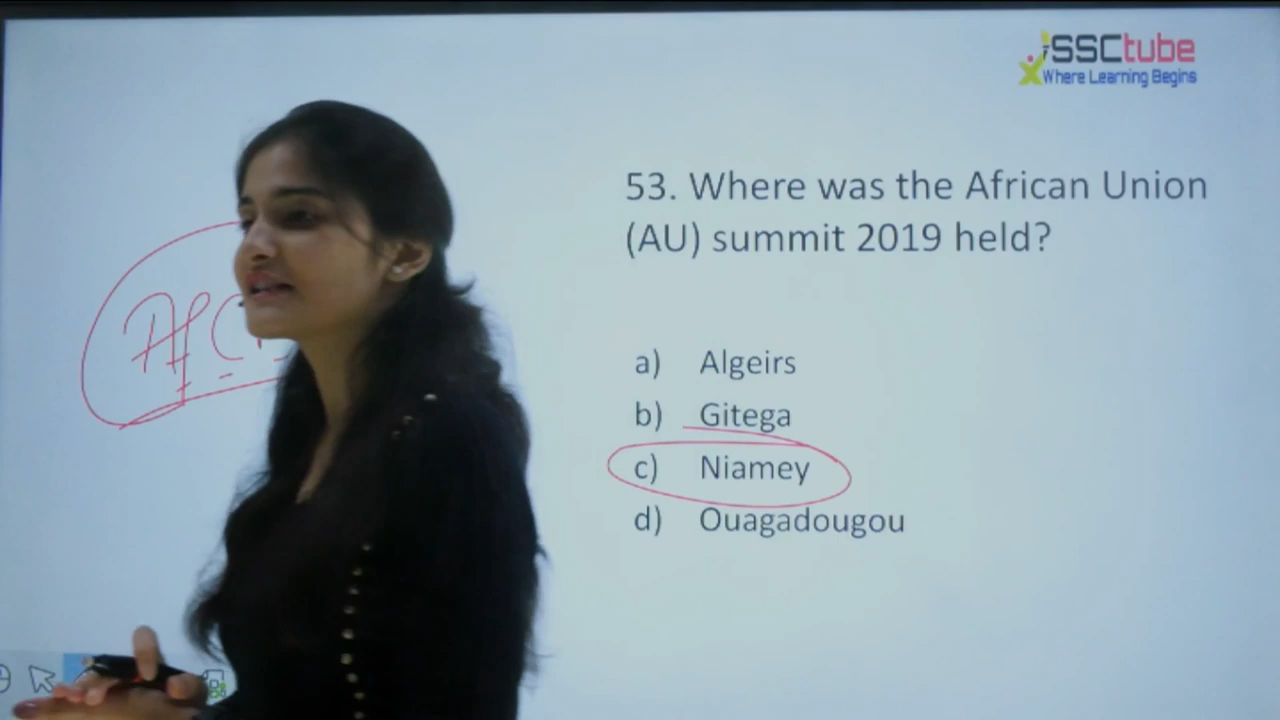 SSCtube
Where Learning Begins
53. Where was the African Union
(AU) summit 2019 held?
a) Algeirs
b) Gitega
c) Niamey
d) Ouagadougou